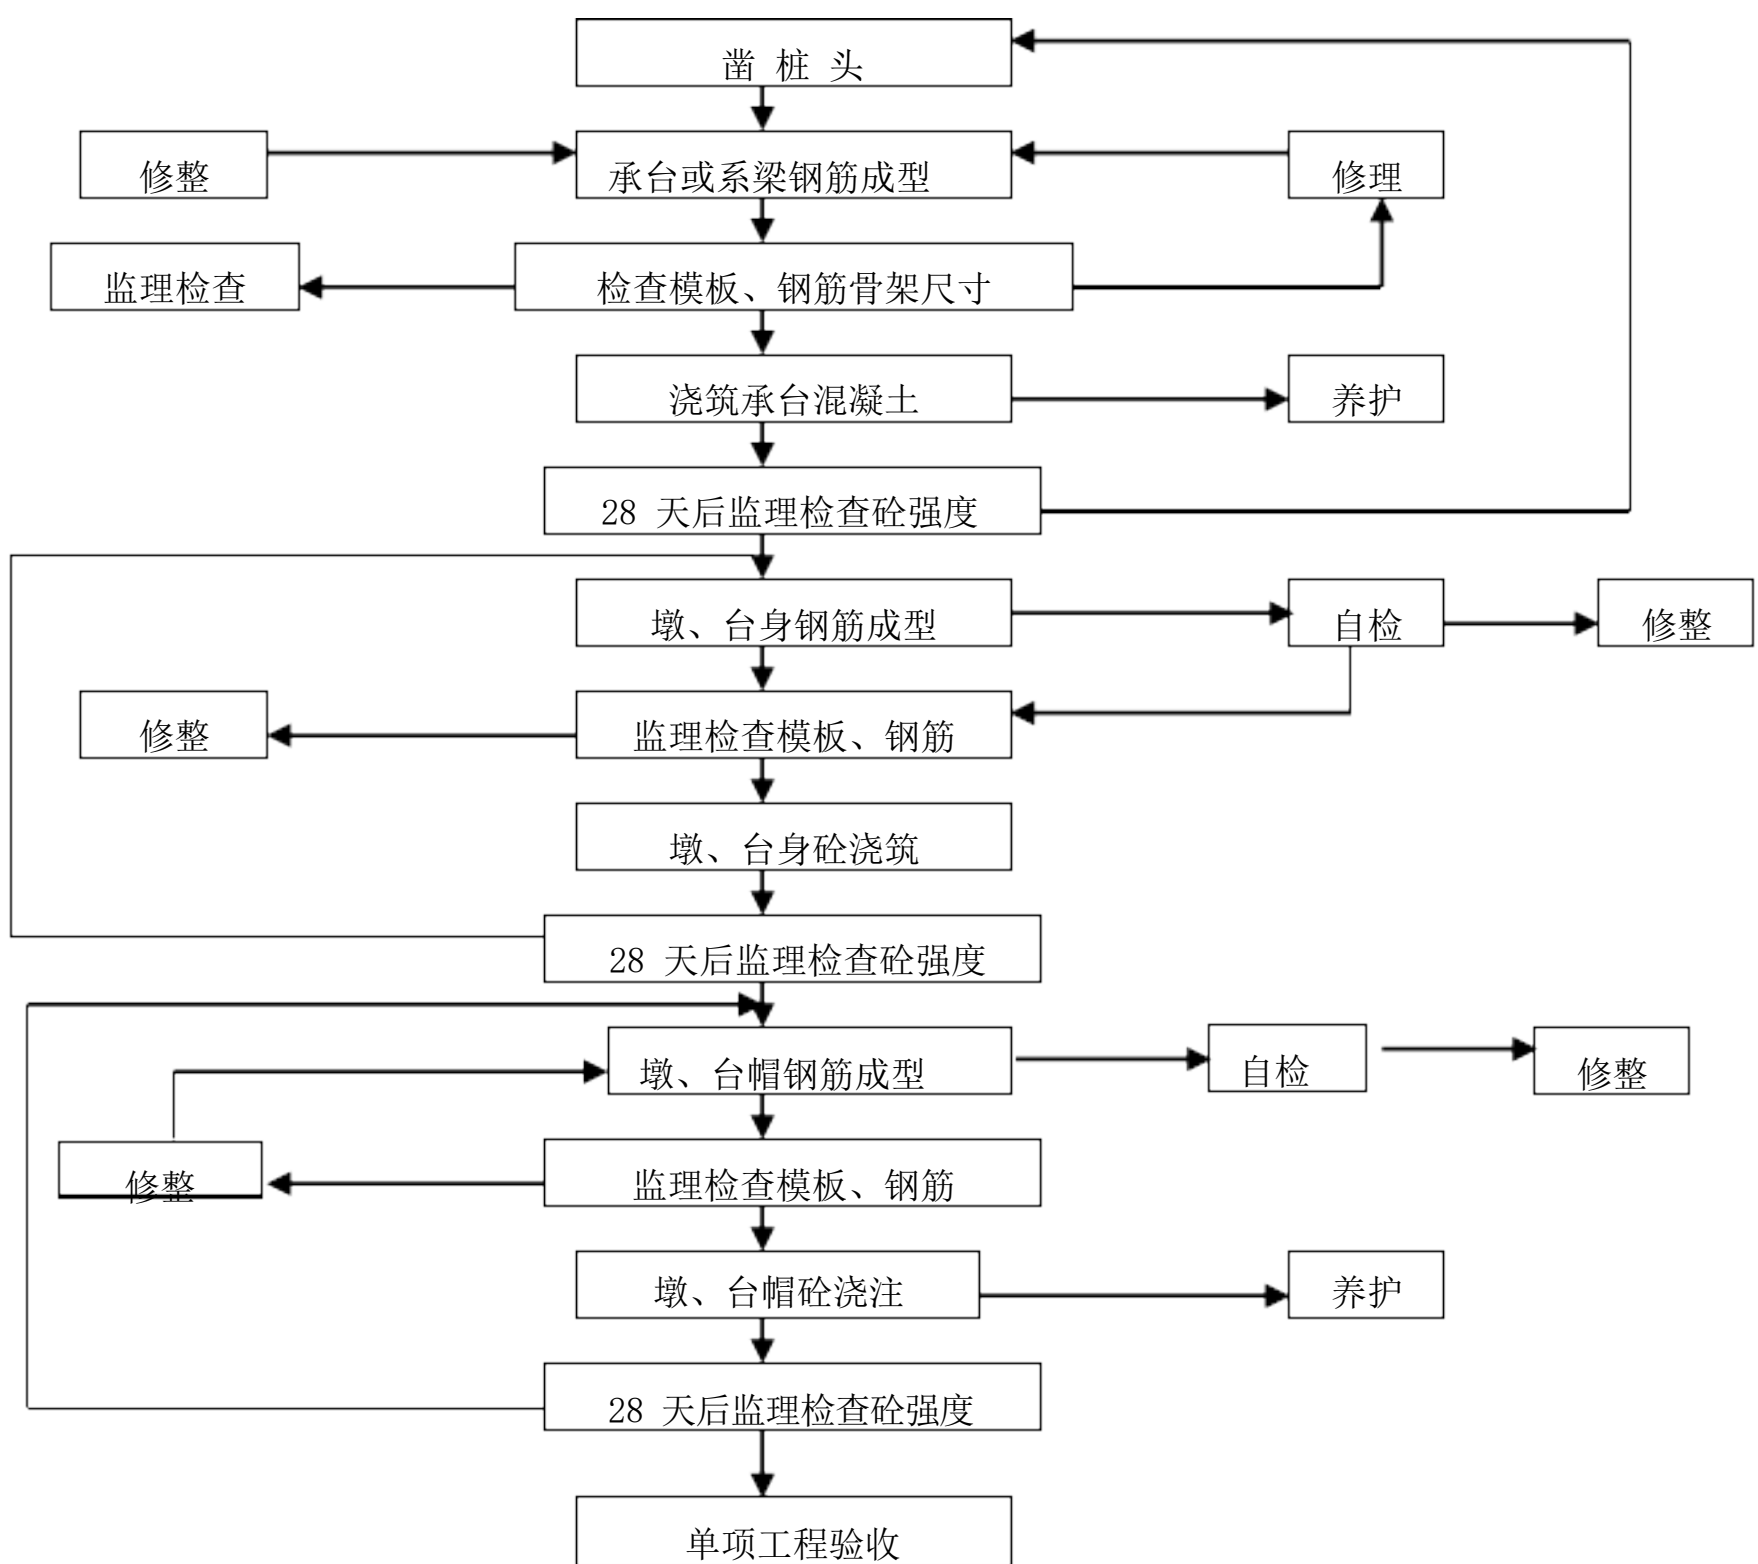 凿 桩 头
修整
承台或系梁钢筋成型
修理
监理检查
检查模板、钢筋骨架尺寸
浇筑承台混凝土
养护
28 天后监理检查砼强度
墩、台身钢筋成型
自检
修整
修整
监理检查模板、钢筋
墩、台身砼浇筑
28 天后监理检查砼强度
墩、台帽钢筋成型
自检
修整
修整
监理检查模板、钢筋
墩、台帽砼浇注
养护
28 天后监理检查砼强度
单项工程验收